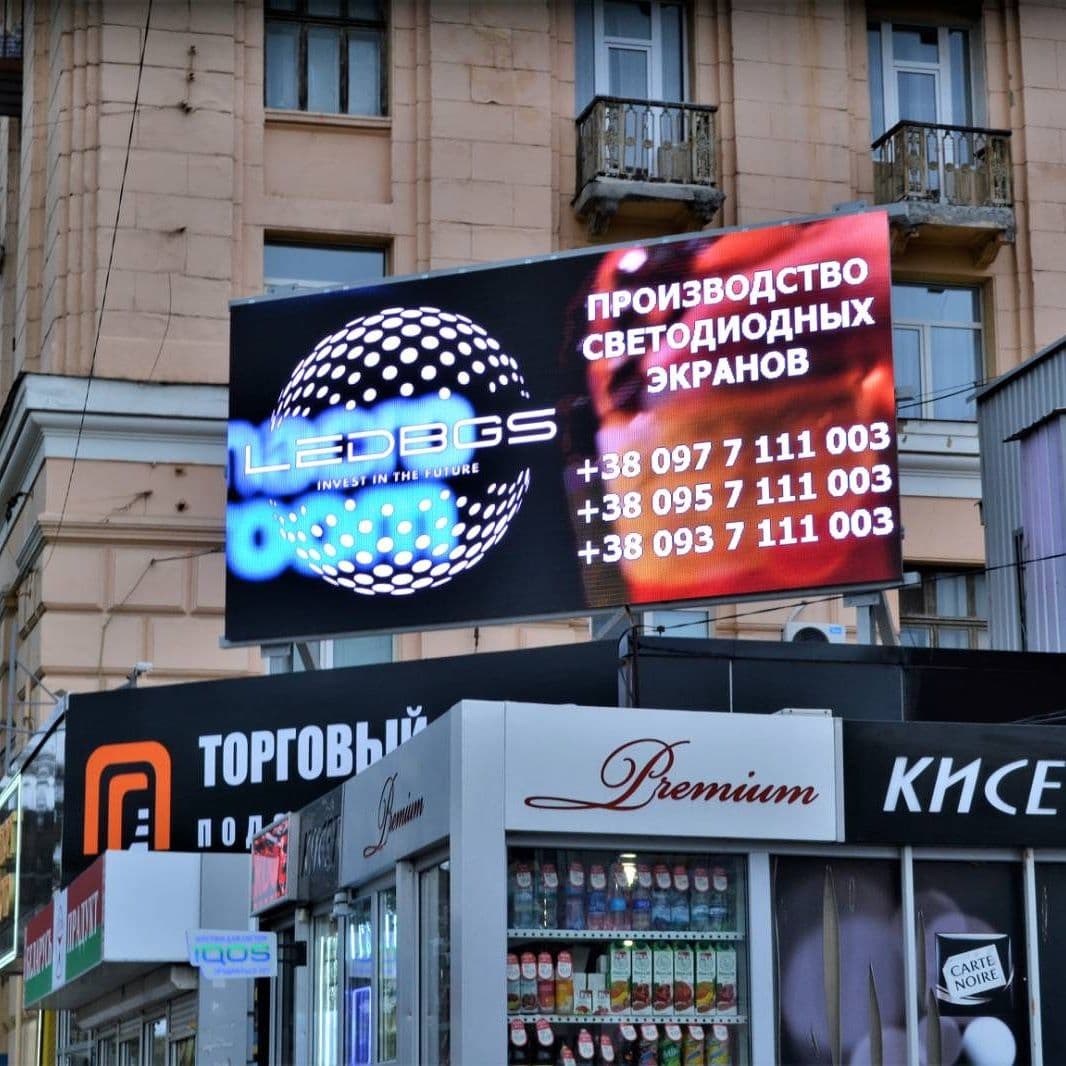 ПРОИЗВОДСТВО
СВЕТОДИОДНЫХ
ЭКРАНОВ
LEDBGS
INVEST IN THE FUTURE
+38 097 7 111 003
+38 095 7 111 003
+38 093 7 111 003
ТОРГОВЫЙ
Premium
Premium
КИСЕ
IQOS
CARTE
NOIRE